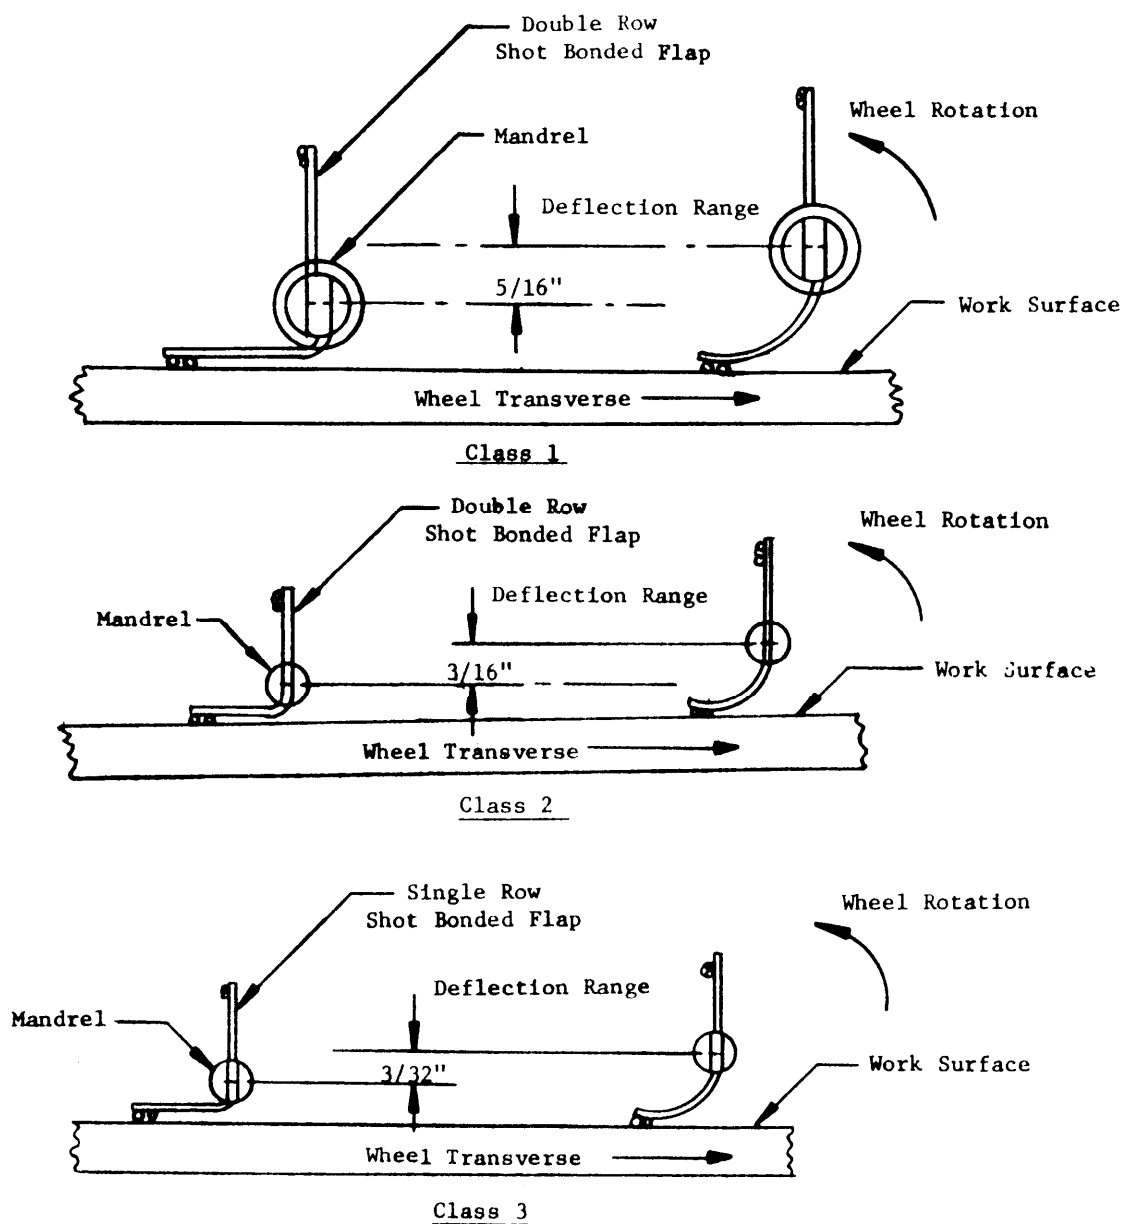 Double Row
Shot Bonded Flap
Mandrel
Wheel Rotation
Deflection Range
5/16"
Work Surface
Wheel Transverse
Class 1
Double Row
Shot Bonded Flap
Wheel Rotation
Deflection Range
Mandrel
3/16"
Work Surface
Wheel Transverse
Class 2
Single Row
Shot Bonded Flap
Wheel Rotation
Deflection Range
Mandrel
3/32"
Work Surface
Wheel Transverse
Class 3